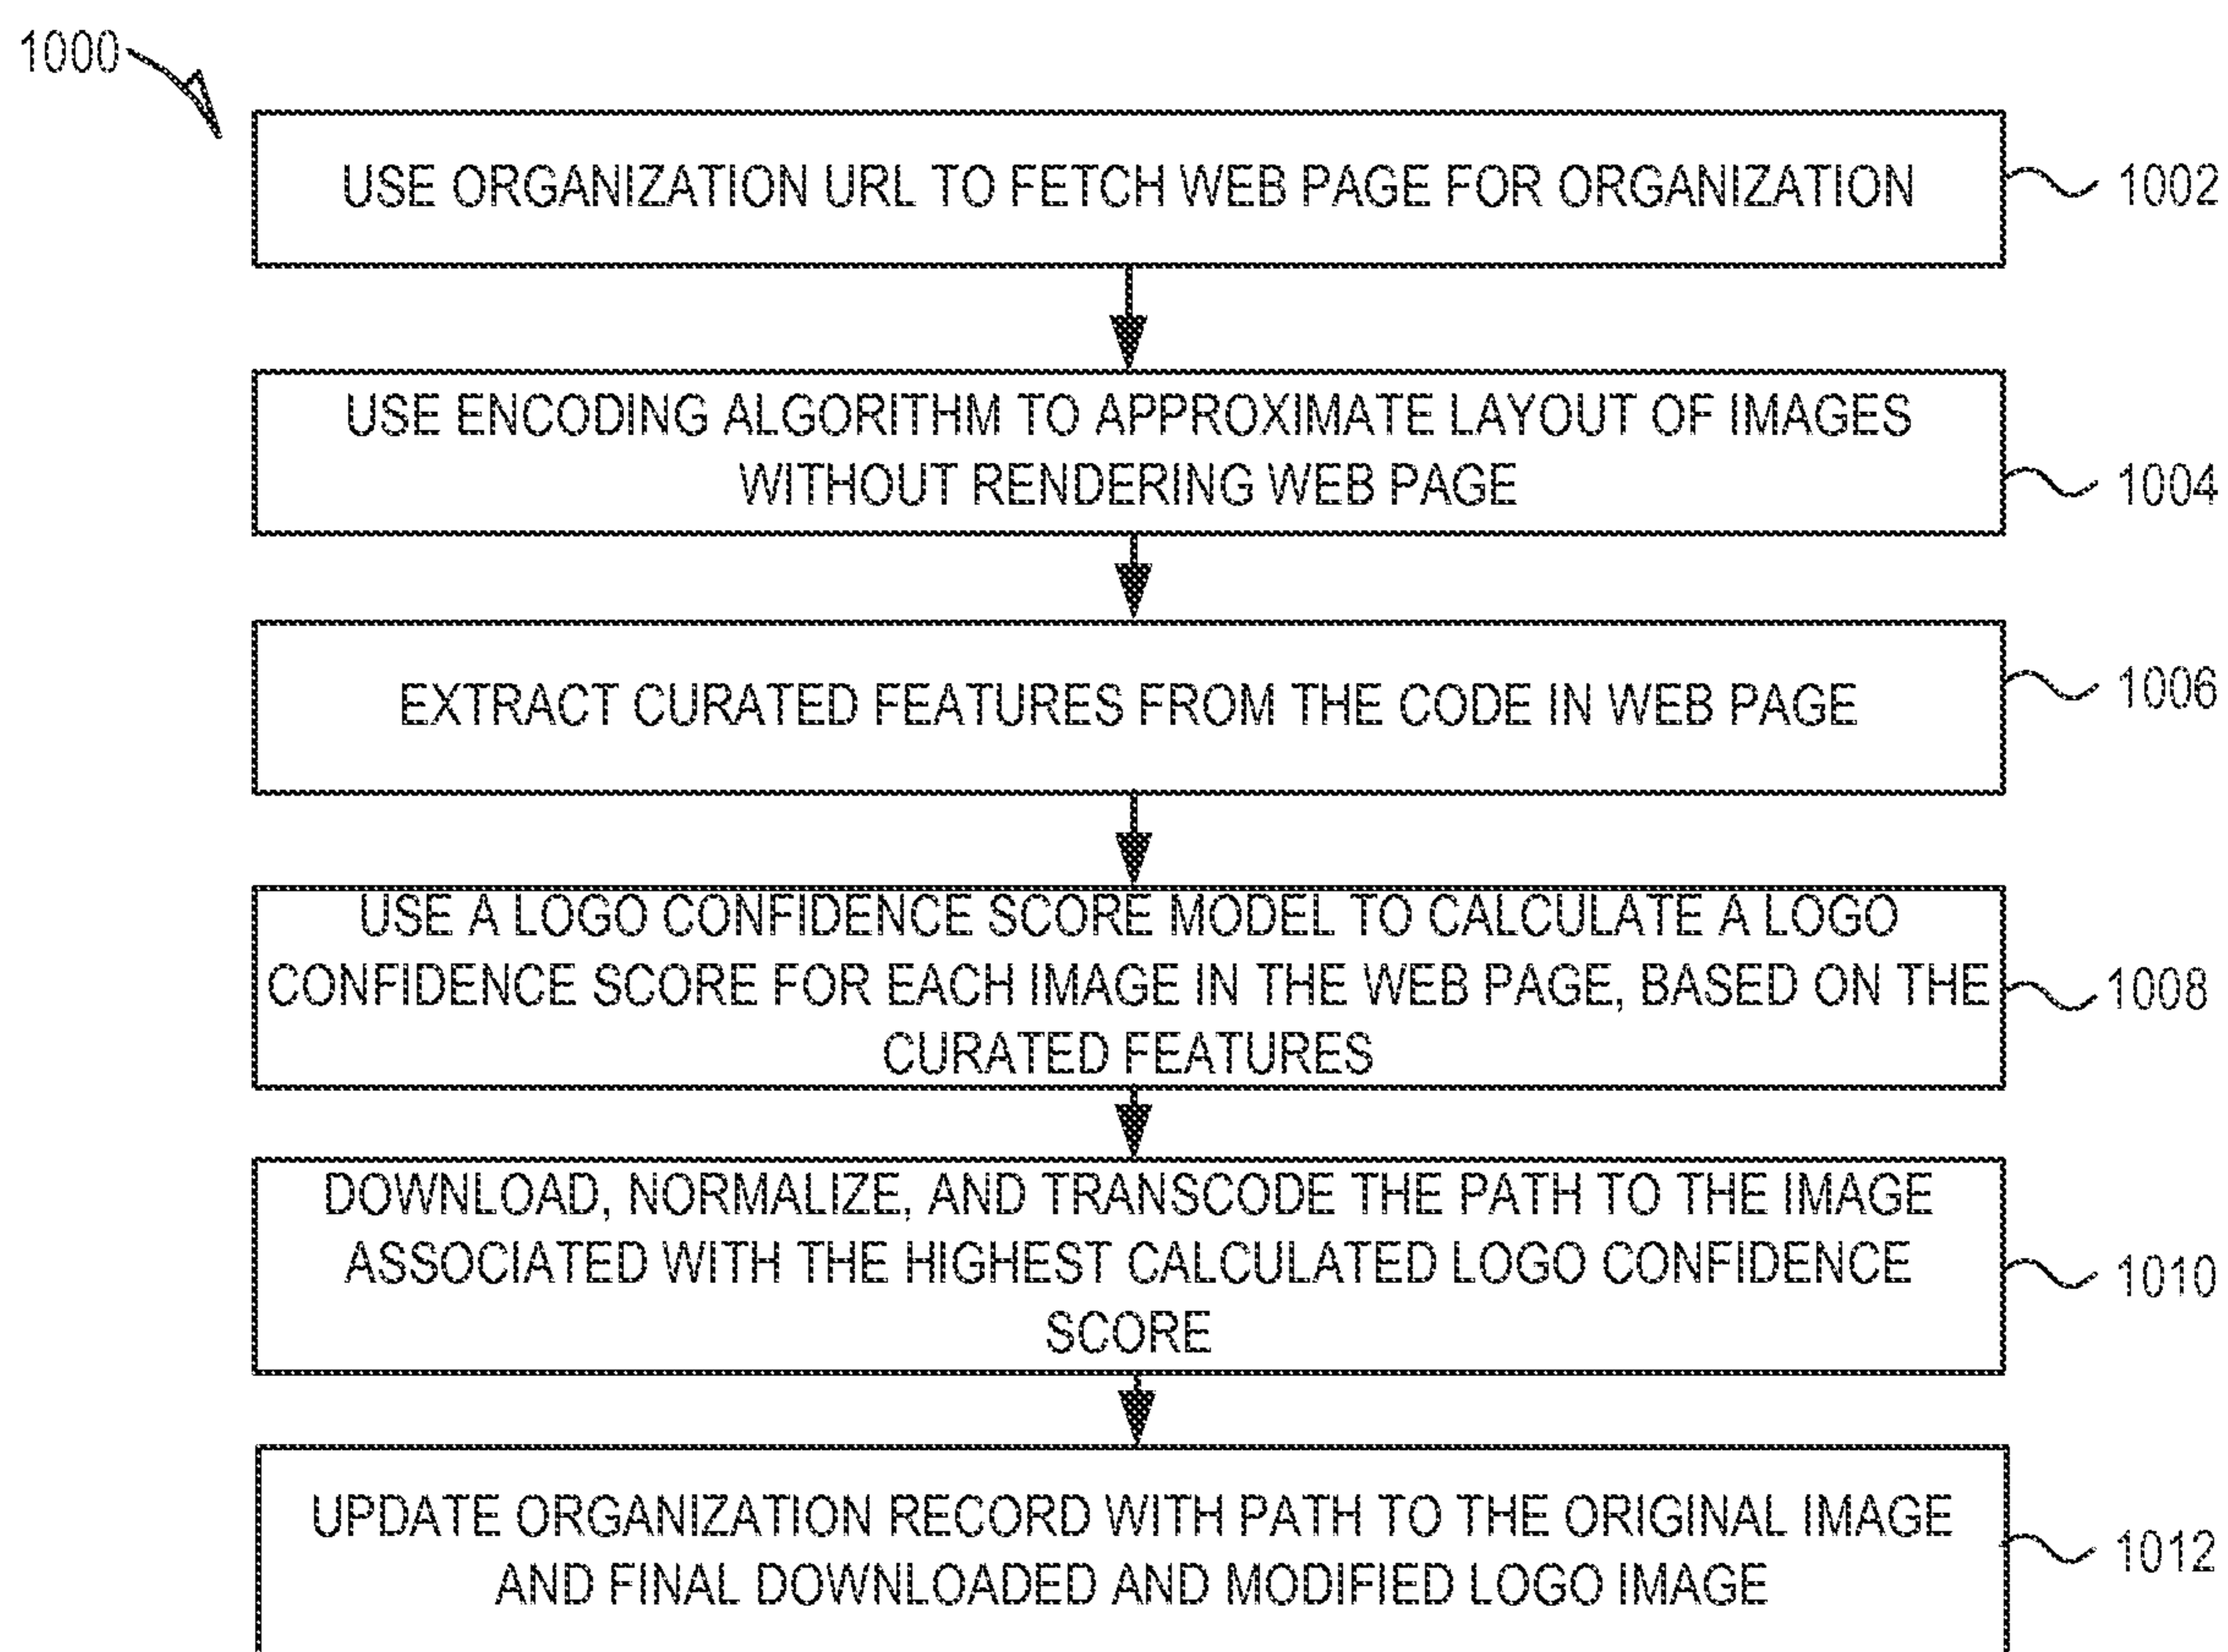 1000
USE ORGANIZATION URL TO FETCH WEB PAGE FOR ORGANIZATION
1002
USE ENCODING ALGORITHM TO APPROXIMATE LAYOUT OF IMAGES
WITHOUT RENDERING WEB PAGE
1004
EXTRACT CURATED FEATURES FROM THE CODE IN WEB PAGE
1006
USE A LOGO CONFIDENCE SCORE MODEL TO CALCULATE A LOGO
CONFIDENCE SCORE FOR EACH IMAGE IN THE WEB PAGE, BASED ON THE
CURATED FEATURES
1008
DOWNLOAD, NORMALIZE, AND TRANSCODE THE PATH TO THE IMAGE
ASSOCIATED WITH THE HIGHEST CALCULATED LOGO CONFIDENCE
SCORE
1010
UPDATE ORGANIZATION RECORD WITH PATH TO THE ORIGINAL IMAGE
AND FINAL DOWNLOADED AND MODIFIED LOGO IMAGE
1012